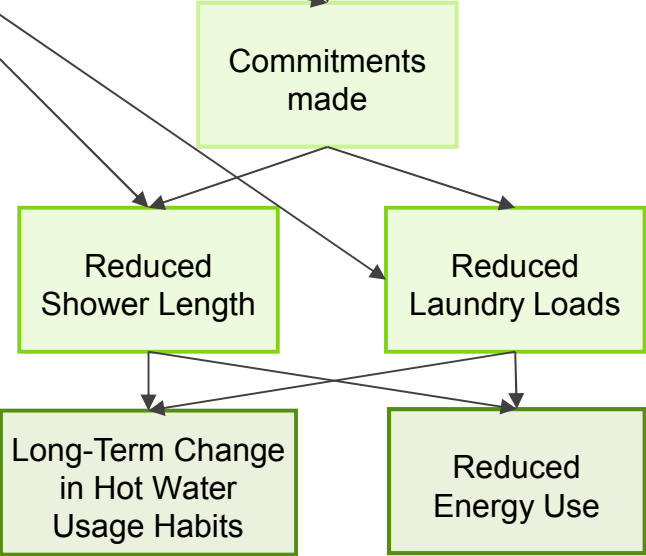 Commitments
made
Reduced
Shower Length
Reduced
Laundry Loads
Long-Term Change
in Hot Water
Usage Habits
Reduced
Energy Use